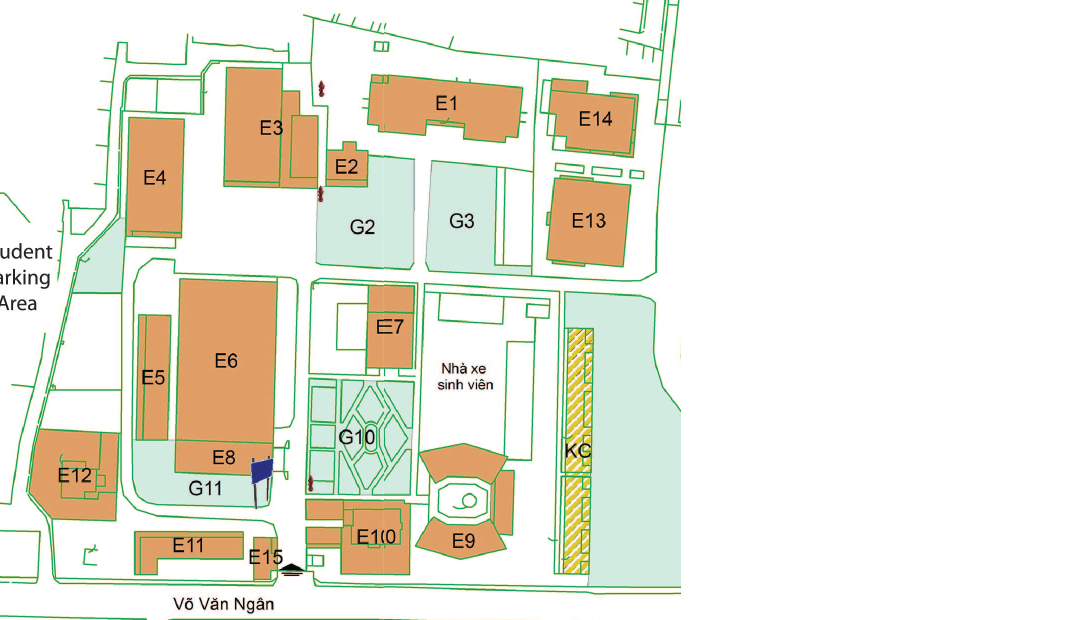 E1
E14
E3
E2
E4
G2
G3
E13
udent
arking
Area
E7
E6
E5
Nhà xe
sinh viên
G10
KC
E8
E12
G11
E11
E15
E10
E9
Võ Văn Ngân